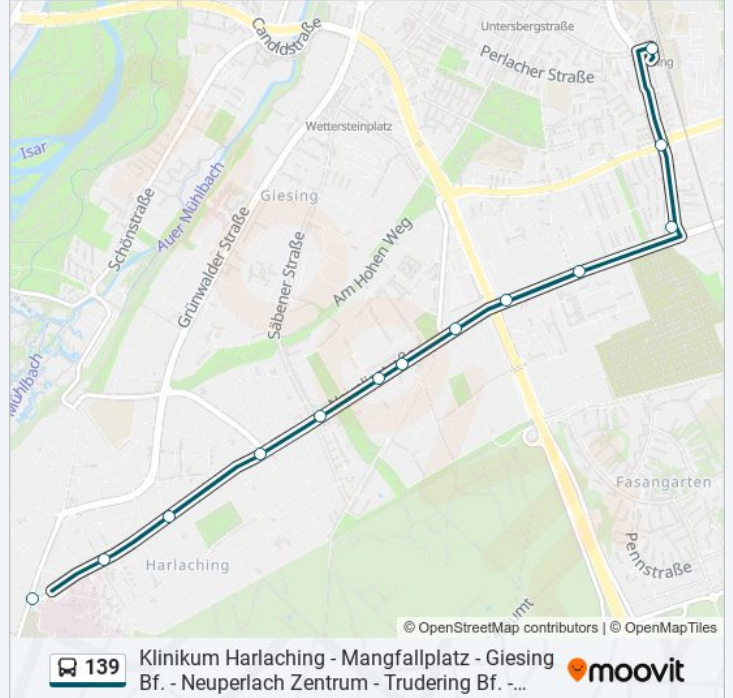 Candidstraße
Untersbergstraße
Perlacher Straße
Wettersteinplatz
Isar
Schönstraße
Auer Mühlbach
Giesing
Grünwalder Straße
Säbener Straße
Am Hohen Weg
Mühlbach
Fasangarten
Pennstraße
Harlaching
© OpenStreetMap contributors | © OpenMapTiles
139
Klinikum Harlaching - Mangfallplatz - Giesing
Bf. - Neuperlach Zentrum - Trudering Bf. -...
moovit